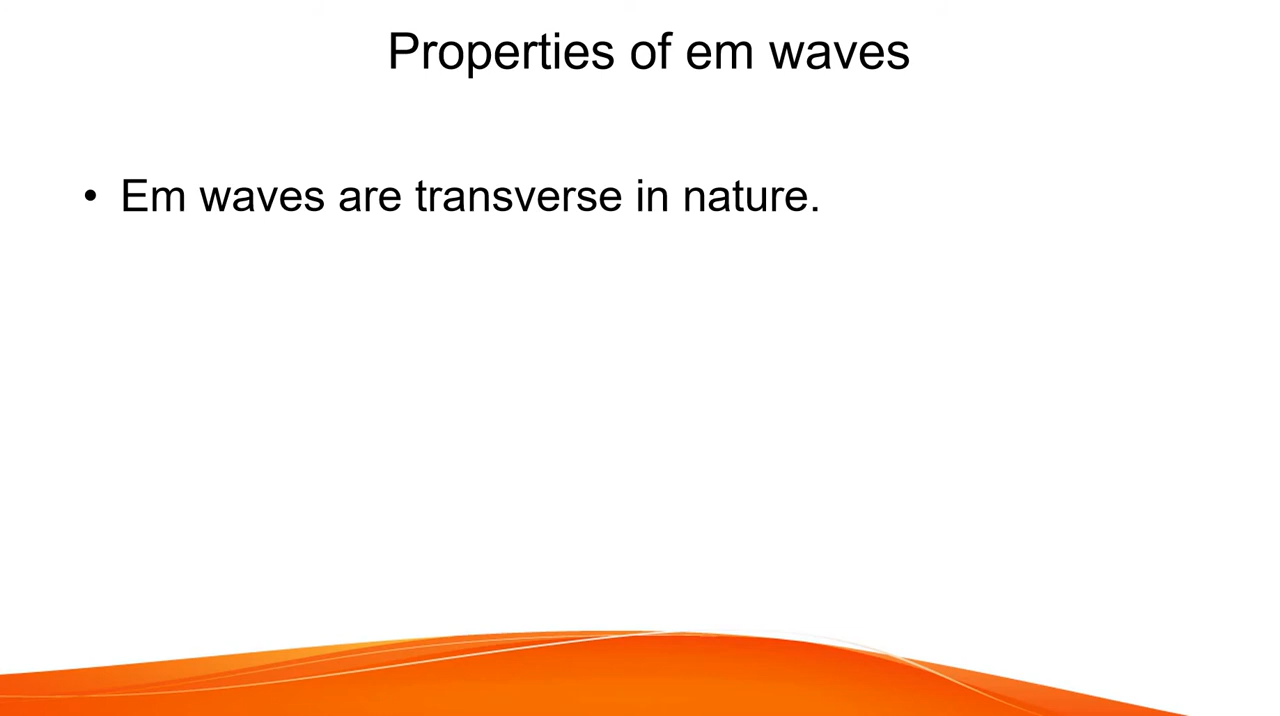 Properties of em waves
• Em waves are transverse in nature.